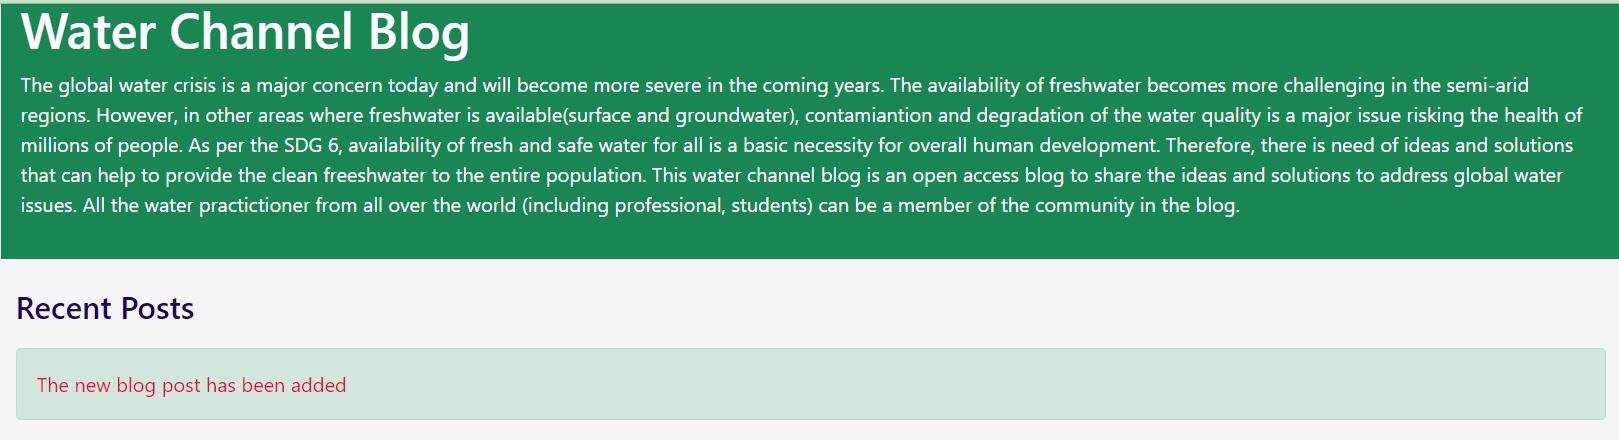 Water Channel Blog
The global water crisis is a major concern today and will become more severe in the coming years. The availability of freshwater becomes more challenging in the semi-arid
regions. However, in other areas where freshwater is available(surface and groundwater), contamiantion and degradation of the water quality is a major issue risking the health of
millions of people. As per the SDG 6, availability of fresh and safe water for all is a basic necessity for overall human development. Therefore, there is need of ideas and solutions
that can help to provide the clean freeshwater to the entire population. This water channel blog is an open access blog to share the ideas and solutions to address global water
issues. All the water practictioner from all over the world (including professional, students) can be a member of the community in the blog.
Recent Posts
The new blog post has been added